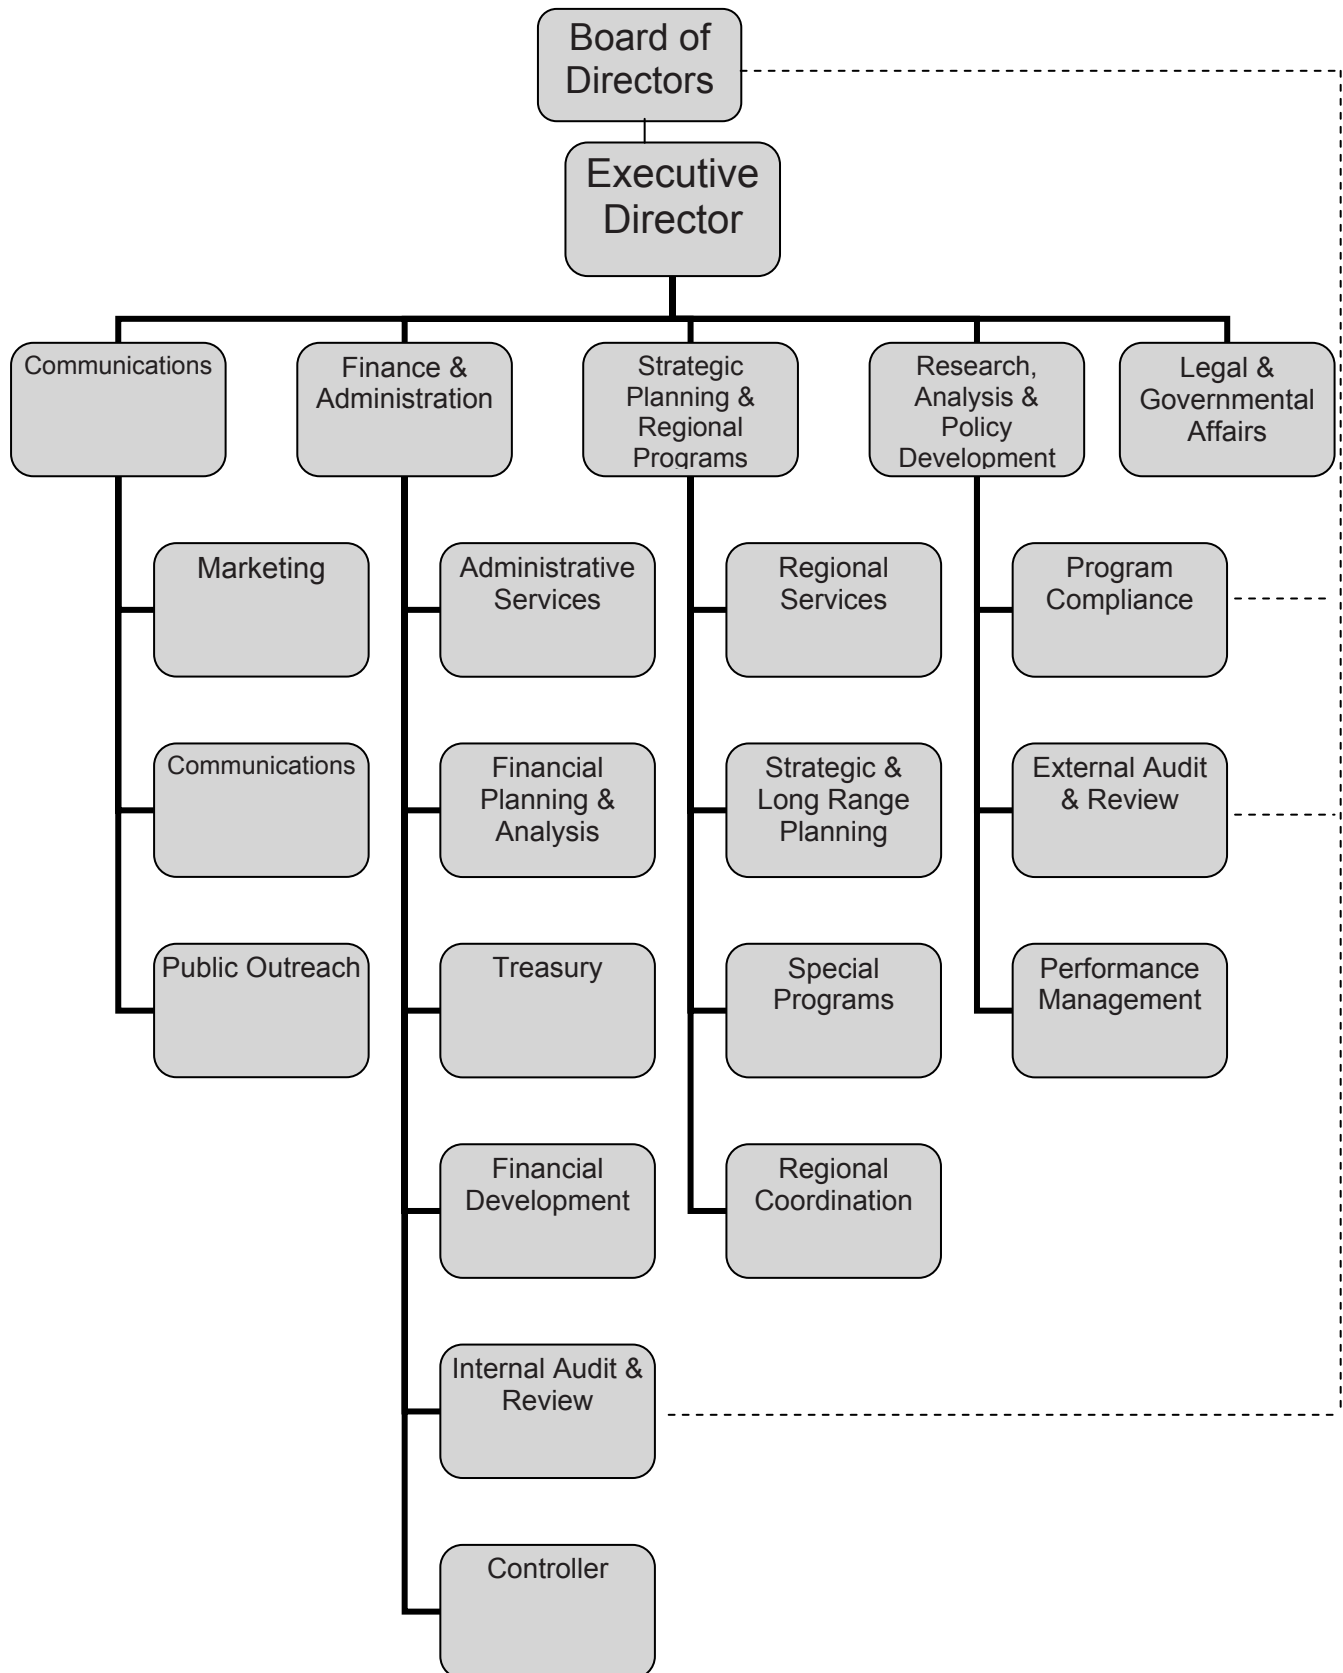 Board of
Directors
Executive
Director
Communications
Finance &
Administration
Strategic
Planning &
Regional
Programs
Research,
Analysis &
Policy
Development
Legal &
Governmental
Affairs
Marketing
Administrative
Services
Regional
Services
Program
Compliance
Communications
Financial
Planning &
Analysis
Strategic &
Long Range
Planning
External Audit
& Review
Public Outreach
Treasury
Special
Programs
Performance
Management
Financial
Development
Regional
Coordination
Internal Audit &
Review
Controller